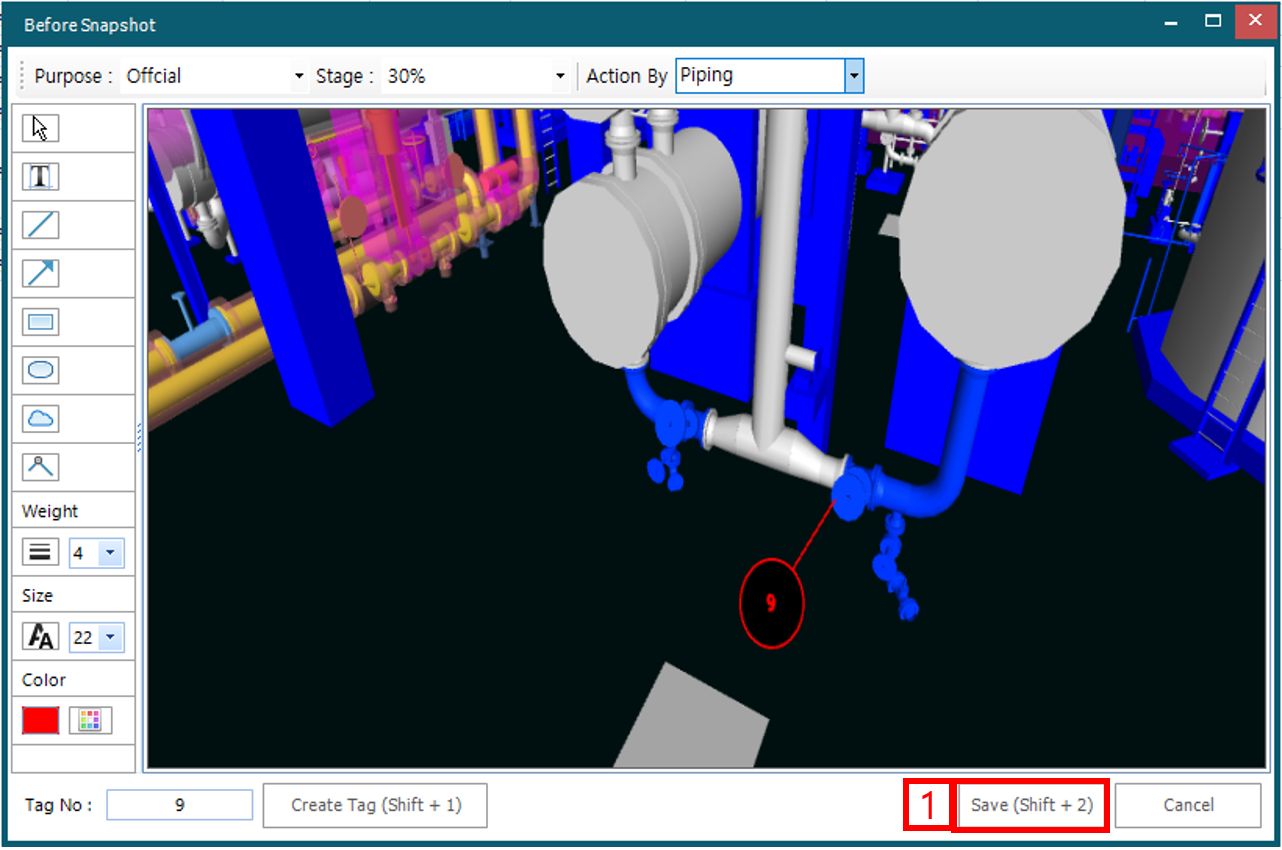 Before Snapshot
Purpose : Offcial Stage : 30% Action By Piping
T
Weight
4
Size
AA 22
Color
9
Tag No : 9 Create Tag (Shift + 1) 1 Save (Shift + 2) Cancel